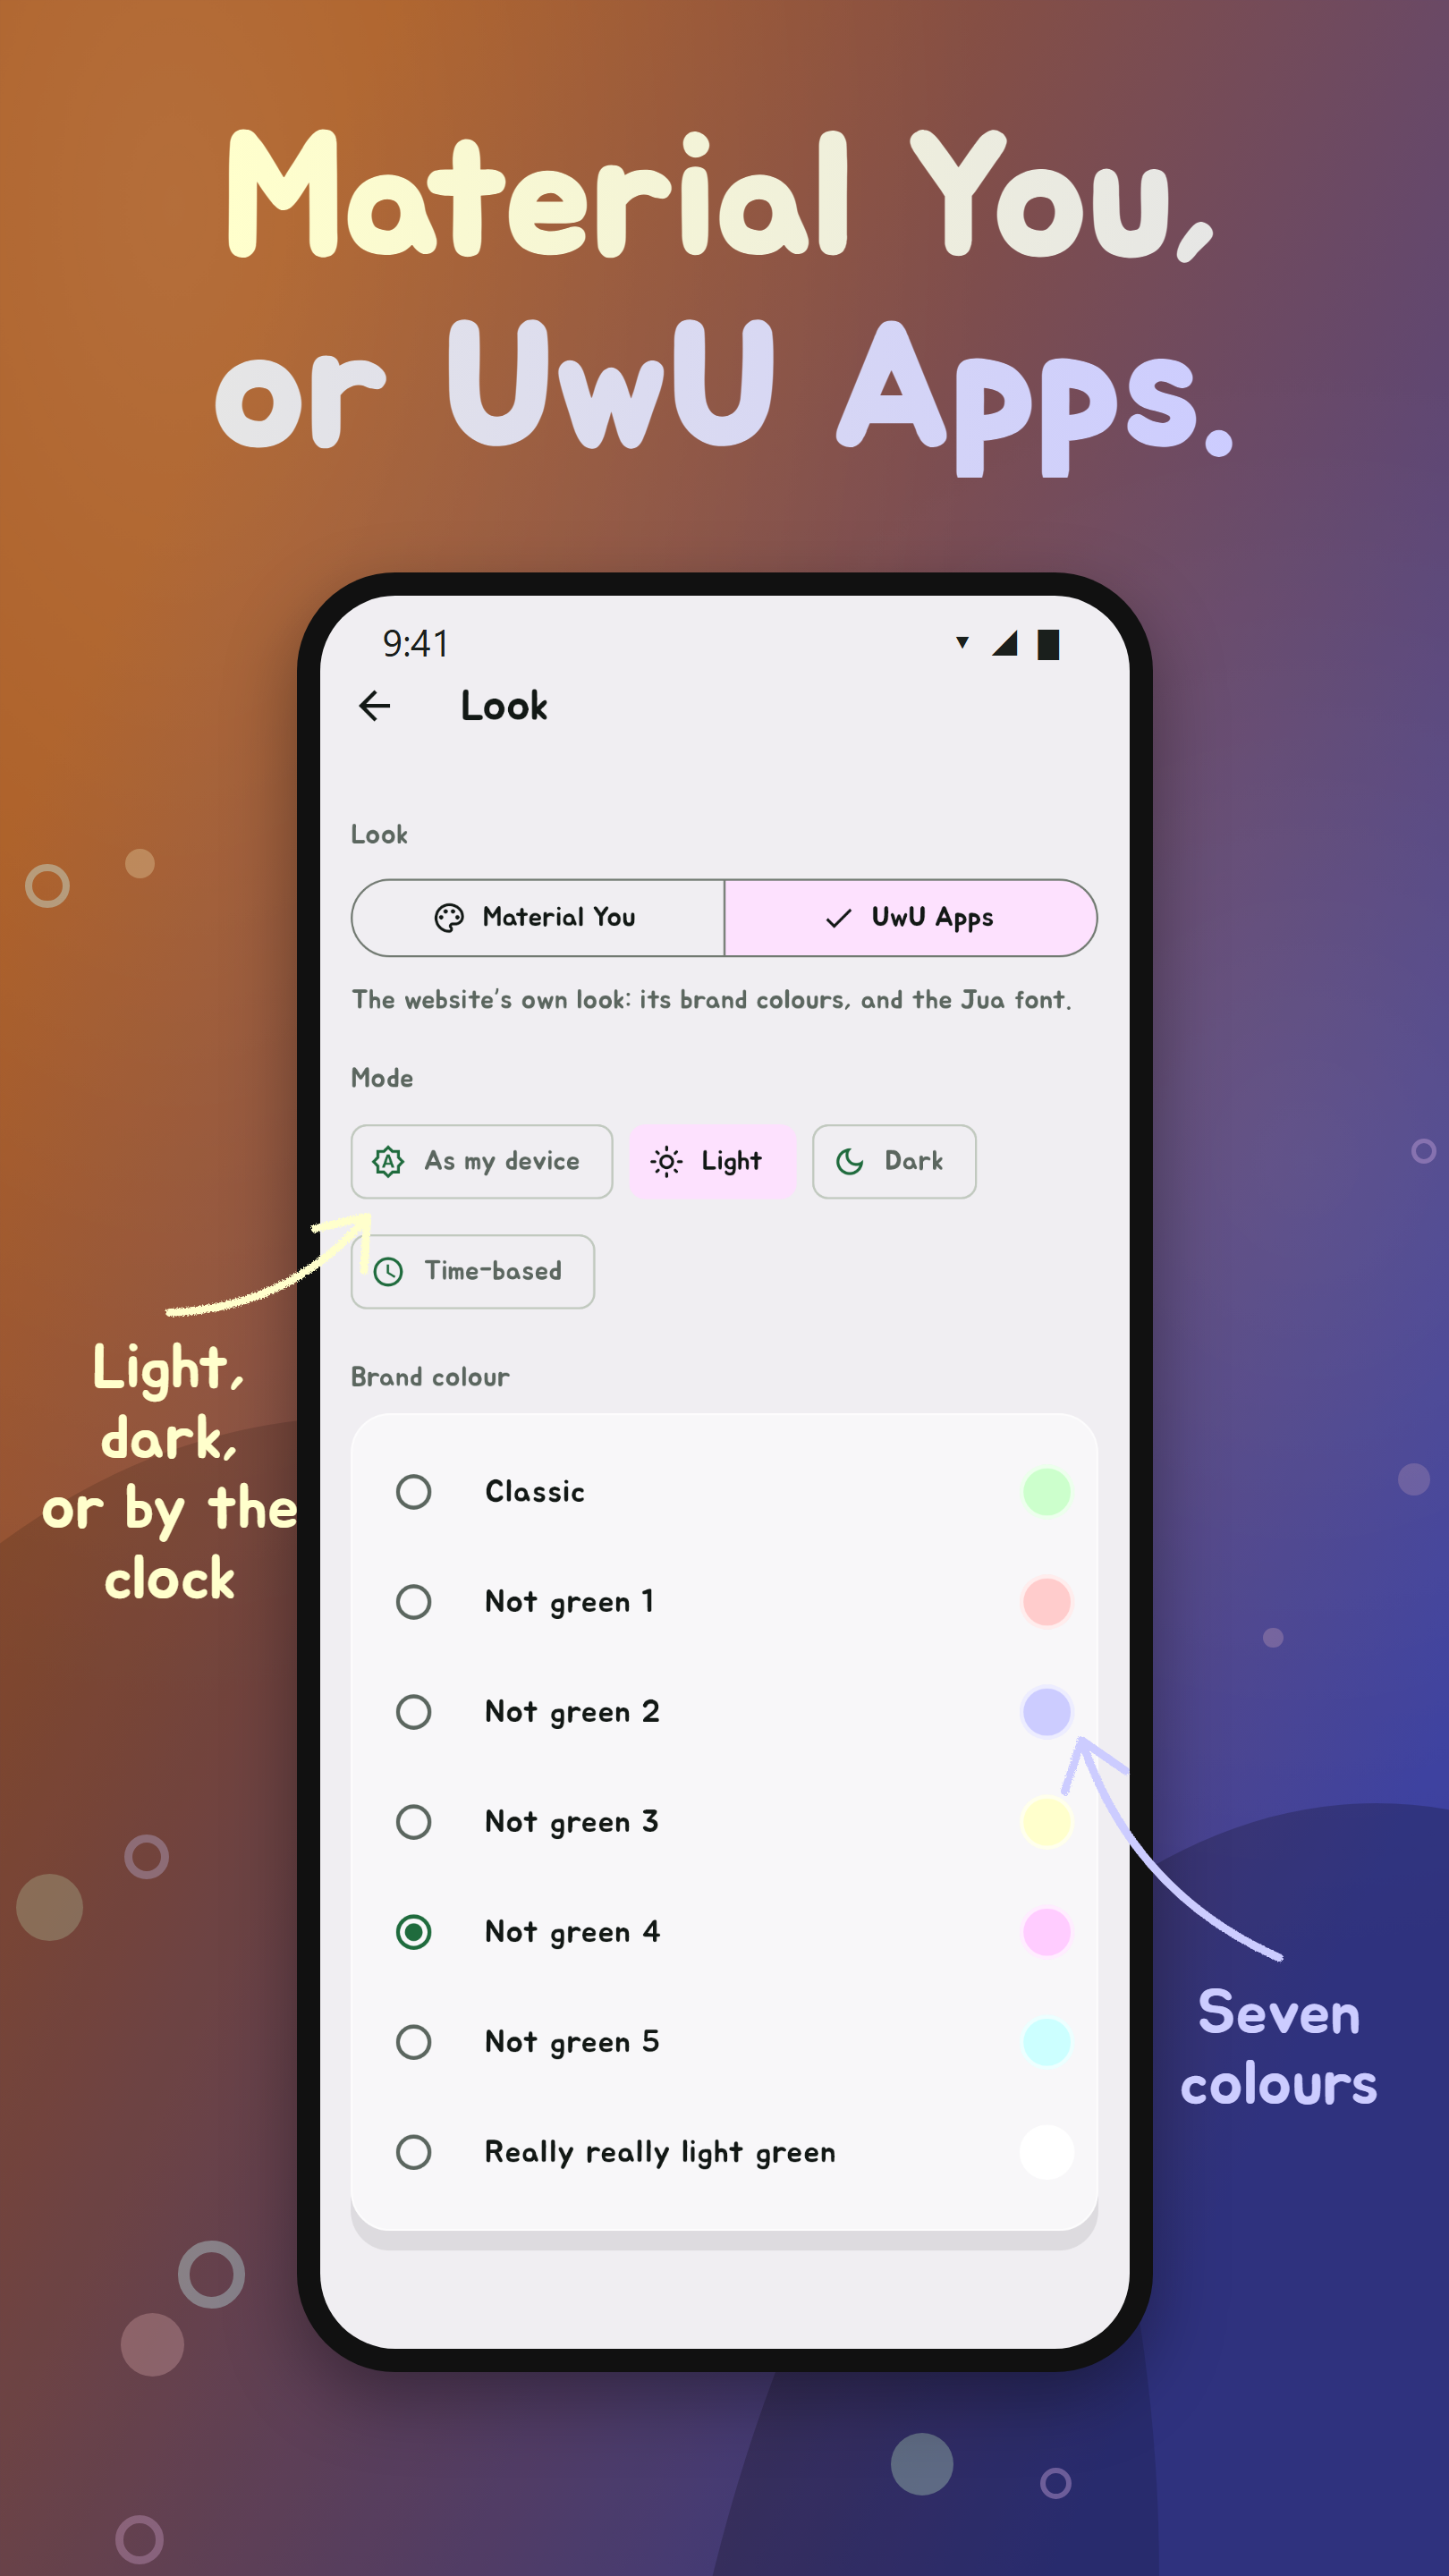 Material You,
or UwU Apps.
9:41
Look
Look
Material You
UwU Apps
The website's own look: its brand colours, and the Jua font.
Mode
As my device
Light
Dark
Time-based
Light,
dark,
or by the
clock
Brand colour
Classic
Not green 1
Not green 2
Not green 3
Not green 4
Not green 5
Really really light green
Seven
colours